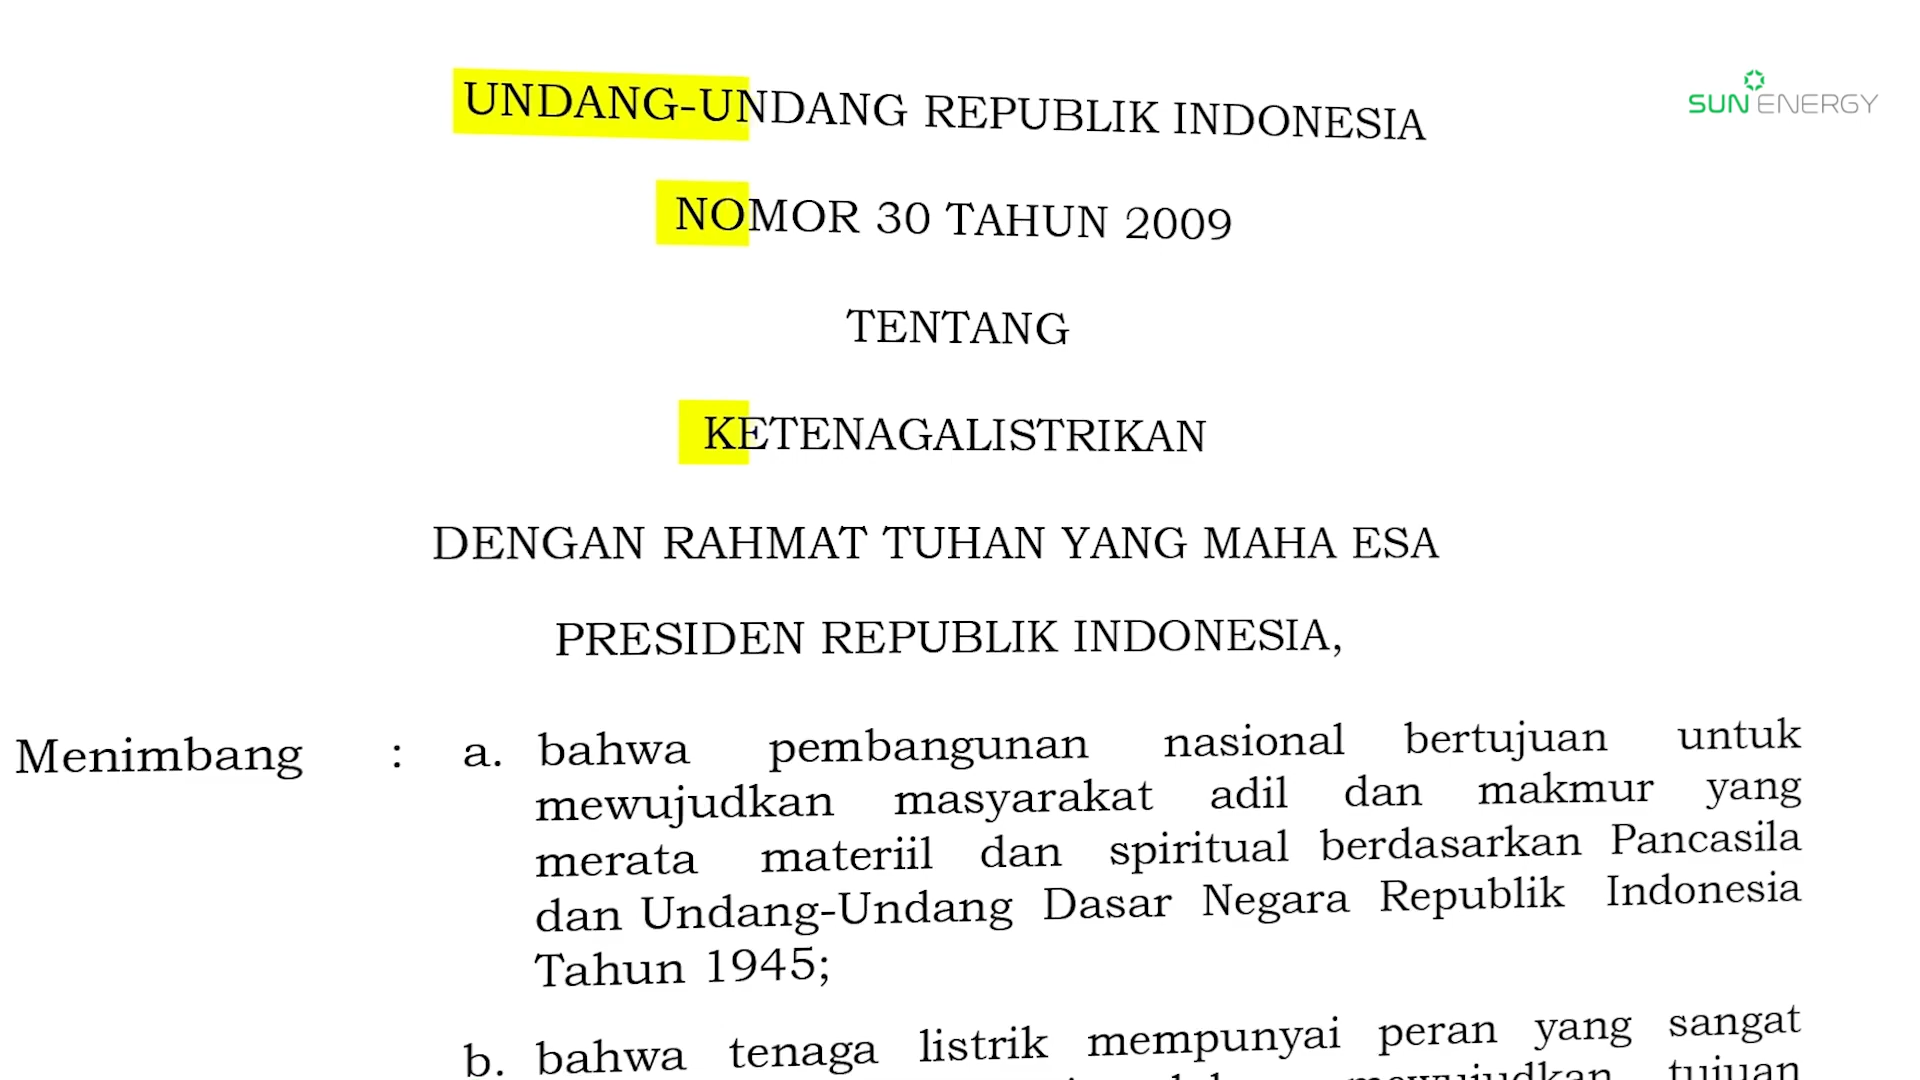 UNDANG-UNDANG REPUBLIK INDONESIA
SUN ENERGY
NOMOR 30 TAHUN 2009
TENTANG
KETENAGALISTRIKAN
DENGAN RAHMAT TUHAN YANG MAHA ESA
PRESIDEN REPUBLIK INDONESIA,
Menimbang : a. bahwa pembangunan nasional bertujuan untuk
mewujudkan masyarakat adil dan makmur yang
merata materiil dan spiritual berdasarkan Pancasila
dan Undang-Undang Dasar Negara Republik Indonesia
Tahun 1945;
b. bahwa tenaga listrik mempunyai peran yang sangat
mewujudkan tujuan